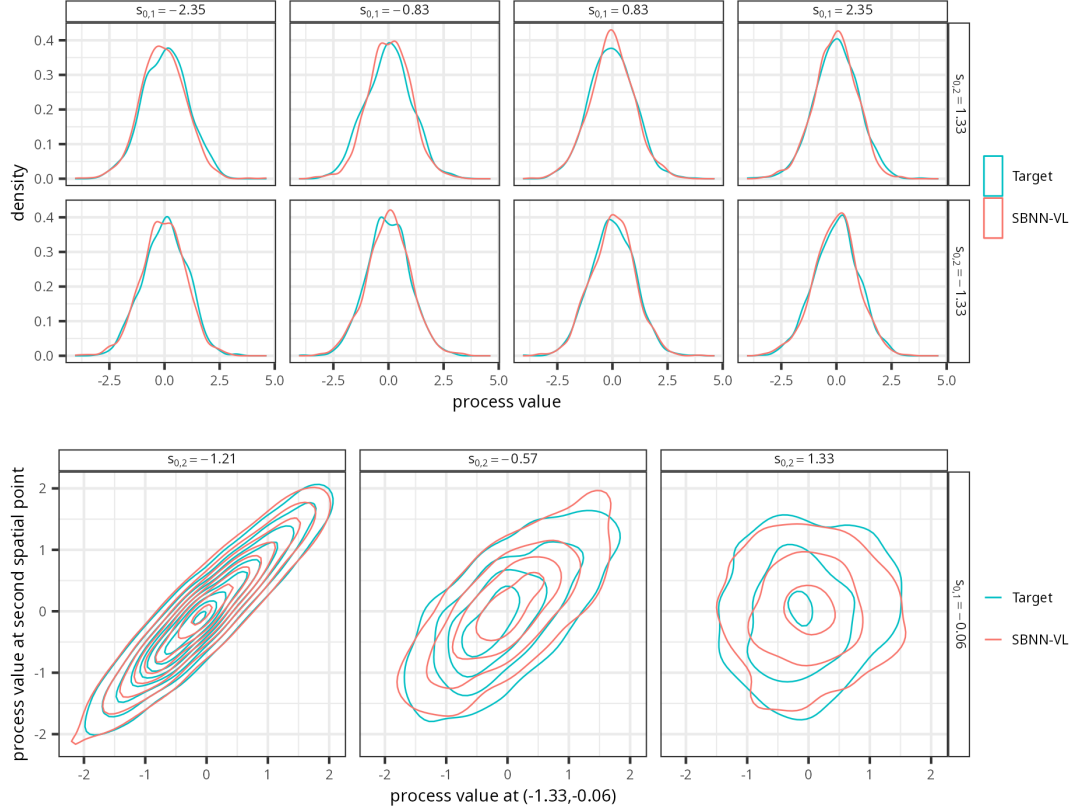 s0,1 = −2.35
s0,1 = −0.83
s0,1 = 0.83
s0,1 = 2.35
0.4
0.3
0.2
0.1
0.0
s0,2 = 1.33
0.4
0.3
0.2
0.1
0.0
s0,2 = −1.33
density
-2.5 0.0 2.5 5.0
-2.5 0.0 2.5 5.0
-2.5 0.0 2.5 5.0
-2.5 0.0 2.5 5.0
process value
Target
SBNN-VL
s0,2 = −1.21
s0,2 = −0.57
s0,2 = 1.33
2
1
0
-1
-2
s0,1 = −0.06
process value at second spatial point
-2 -1 0 1 2
-2 -1 0 1 2
-2 -1 0 1 2
process value at (-1.33,-0.06)
Target
SBNN-VL